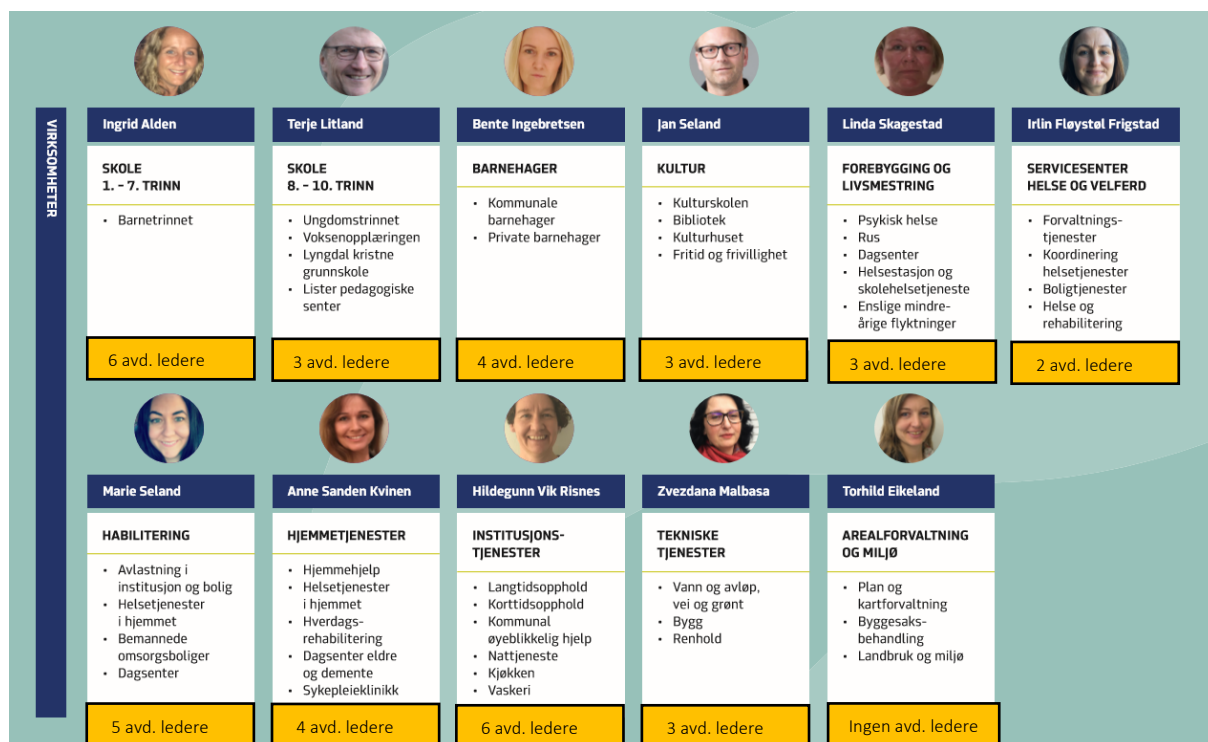 VIRKSOMHETER
Ingrid Alden
SKOLE
1. – 7. TRINN
• Barnetrinnet
6 avd. ledere
Terje Litland
SKOLE
8. – 10. TRINN
• Ungdomstrinnet
• Voksenopplæringen
• Lyngdal kristne
grunnskole
• Lister pedagogiske
senter
3 avd. ledere
Bente Ingebretsen
BARNEHAGER
• Kommunale
barnehager
• Private barnehager
4 avd. ledere
Jan Seland
KULTUR
• Kulturskolen
• Bibliotek
• Kulturhuset
• Fritid og frivillighet
3 avd. ledere
Linda Skagestad
FOREBYGGING OG
LIVSMESTRING
• Psykisk helse
• Rus
• Dagsenter
• Helsestasjon og
skolehelsetjeneste
• Enslige mindre-
årige flyktninger
3 avd. ledere
Irlin Fløystøl Frigstad
SERVICESENTER
HELSE OG VELFERD
• Forvaltnings-
tjenester
• Koordinering
helsetjenester
• Boligtjenester
• Helse og
rehabilitering
2 avd. ledere
Marie Seland
HABILITERING
• Avlastning i
institusjon og bolig
• Helsetjenester
i hjemmet
• Bemannede
omsorgsboliger
• Dagsenter
5 avd. ledere
Anne Sanden Kvinen
HJEMMETJENESTER
• Hjemmehjelp
• Helsetjenester
i hjemmet
• Hverdags-
rehabilitering
• Dagsenter eldre
og demente
• Sykepleieklinikk
4 avd. ledere
Hildegunn Vik Risnes
INSTITUSJONS-
TJENESTER
• Langtidsopphold
• Korttidsopphold
• Kommunal
øyeblikkelig hjelp
• Nattjeneste
• Kjøkken
• Vaskeri
6 avd. ledere
Zvezdana Malbasa
TEKNISKE
TJENESTER
• Vann og avløp,
vei og grønt
• Bygg
• Renhold
3 avd. ledere
Torhild Eikeland
AREALFORVALTNING
OG MILJØ
• Plan og
kartforvaltning
• Byggesaks-
behandling
• Landbruk og miljø
Ingen avd. ledere